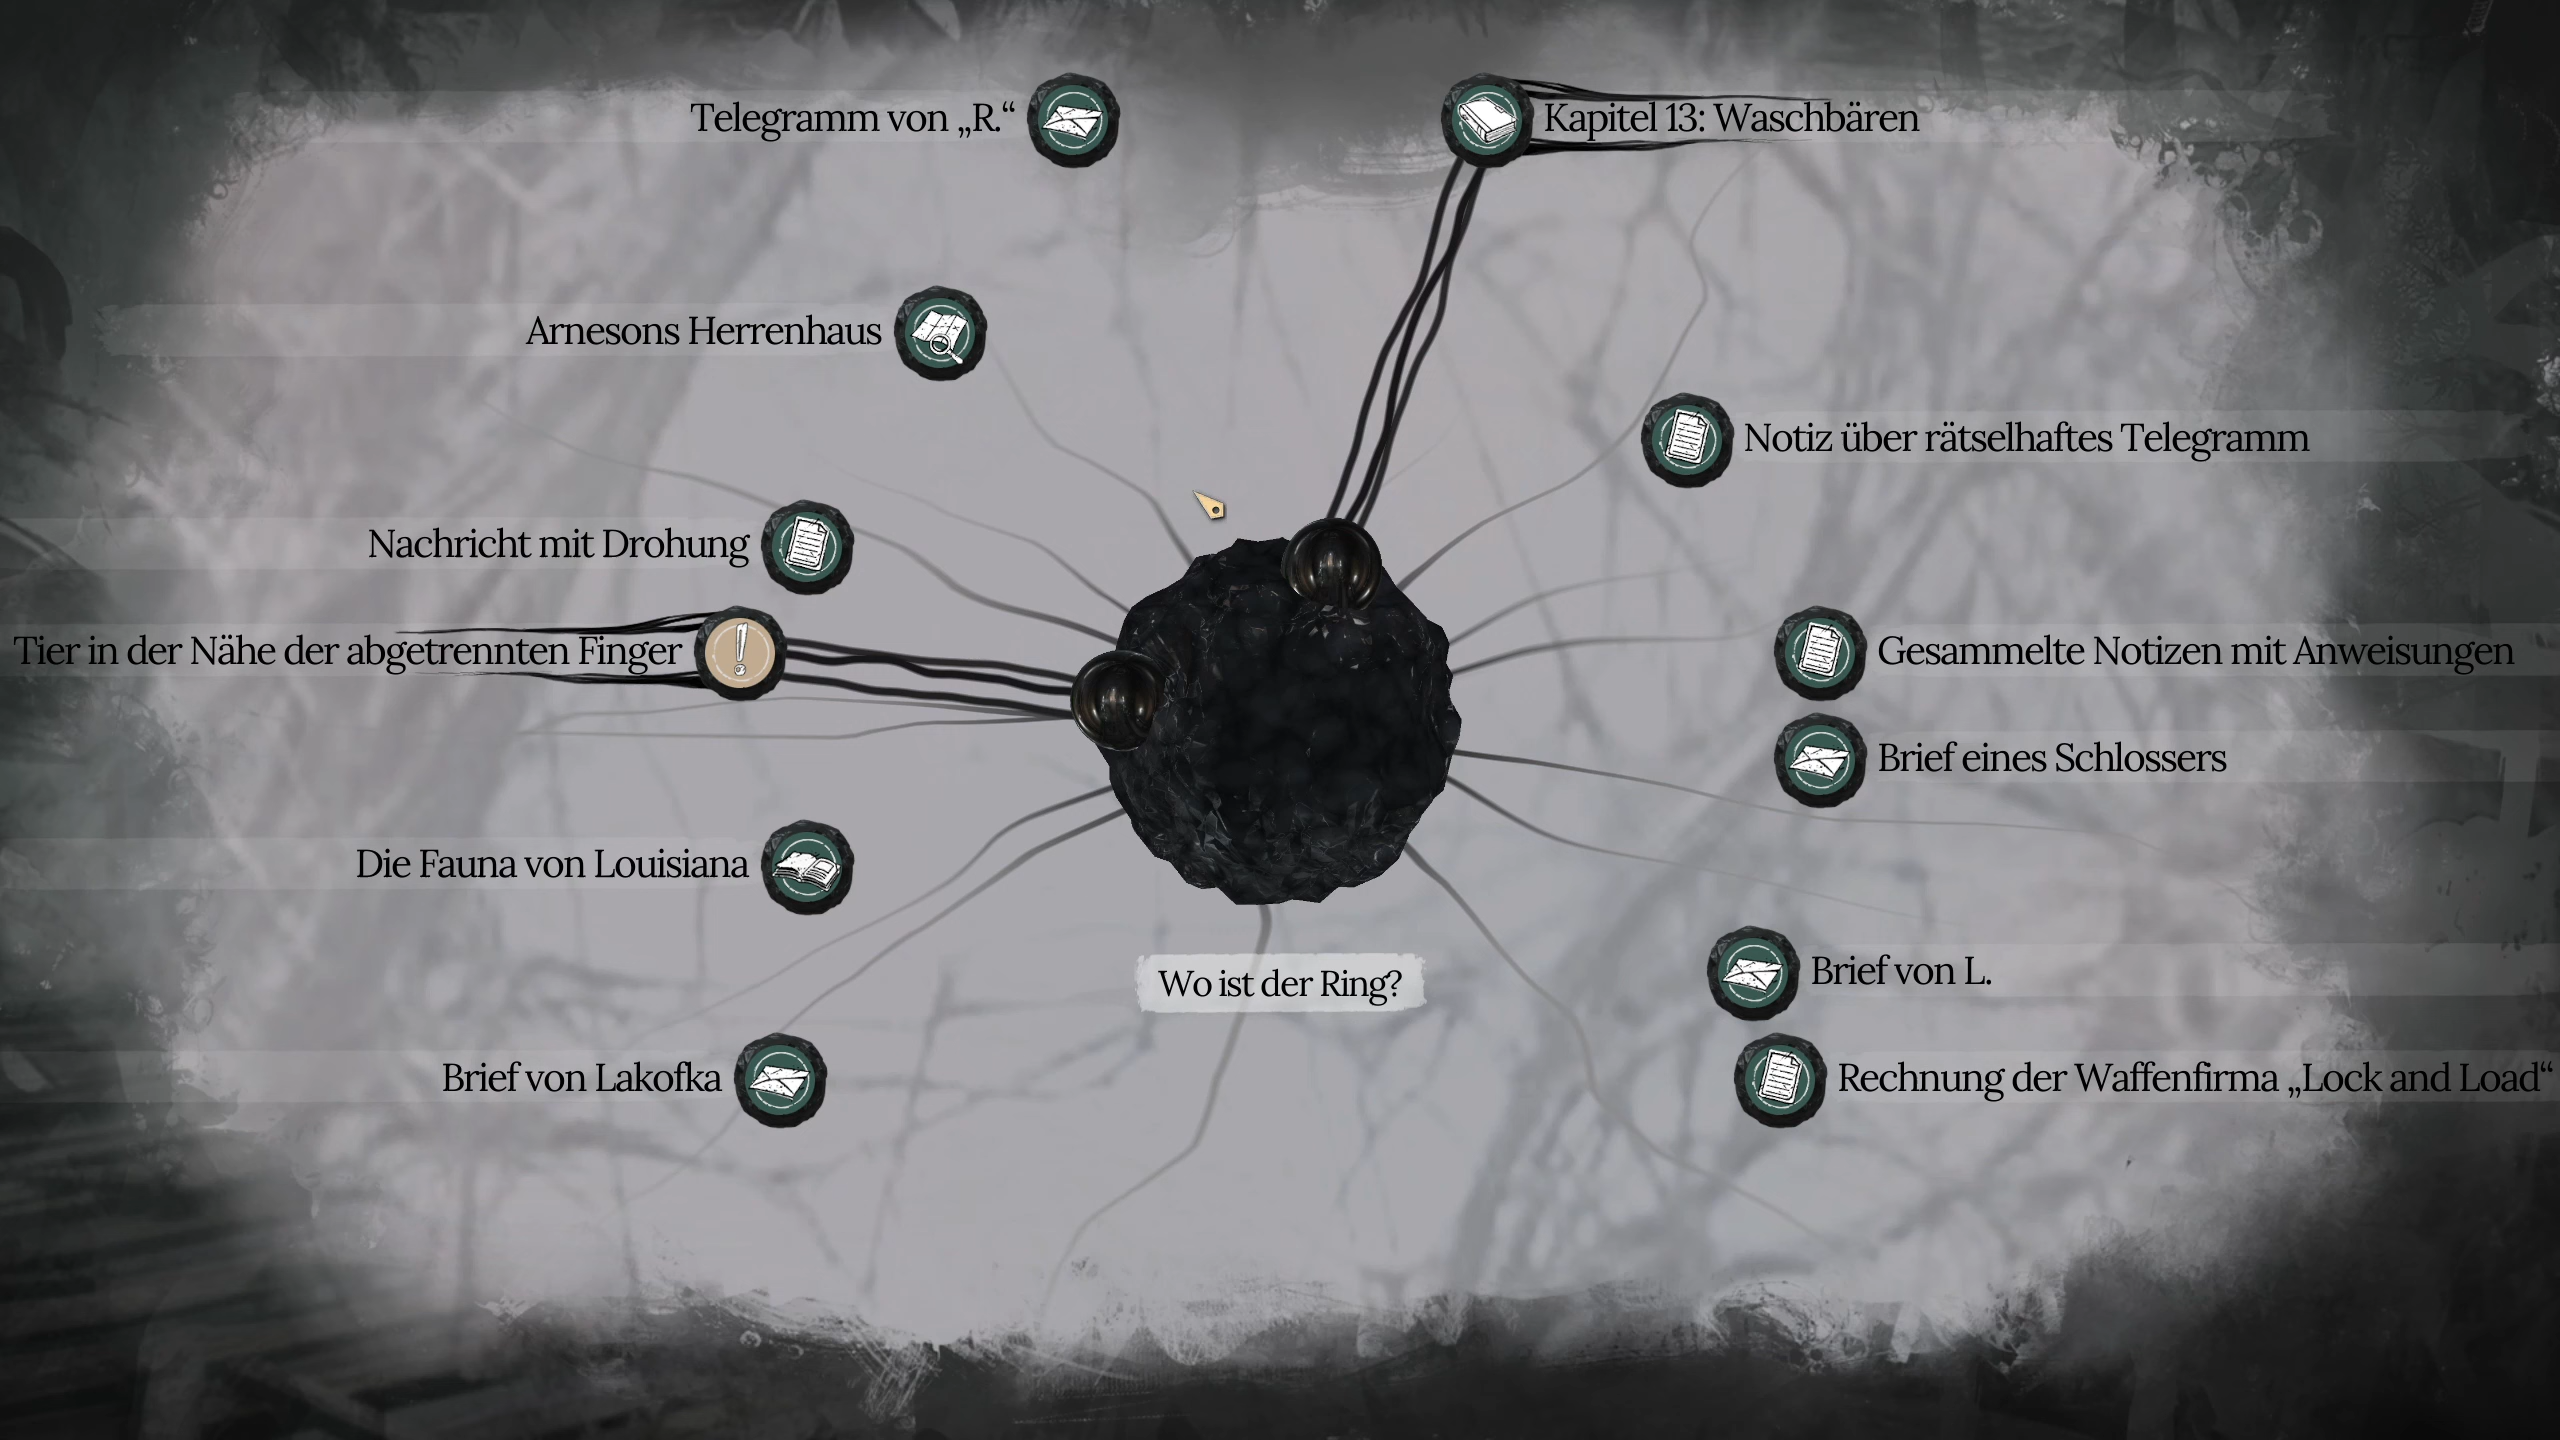 Telegramm von „R.“
Kapitel 13: Waschbären
Arnesons Herrenhaus
Notiz über rätselhaftes Telegramm
Nachricht mit Drohung
Tier in der Nähe der abgetrennten Finger
Gesammelte Notizen mit Anweisungen
Brief eines Schlossers
Die Fauna von Louisiana
Brief von L.
Wo ist der Ring?
Brief von Lakofka
Rechnung der Waffenfirma „Lock and Load“